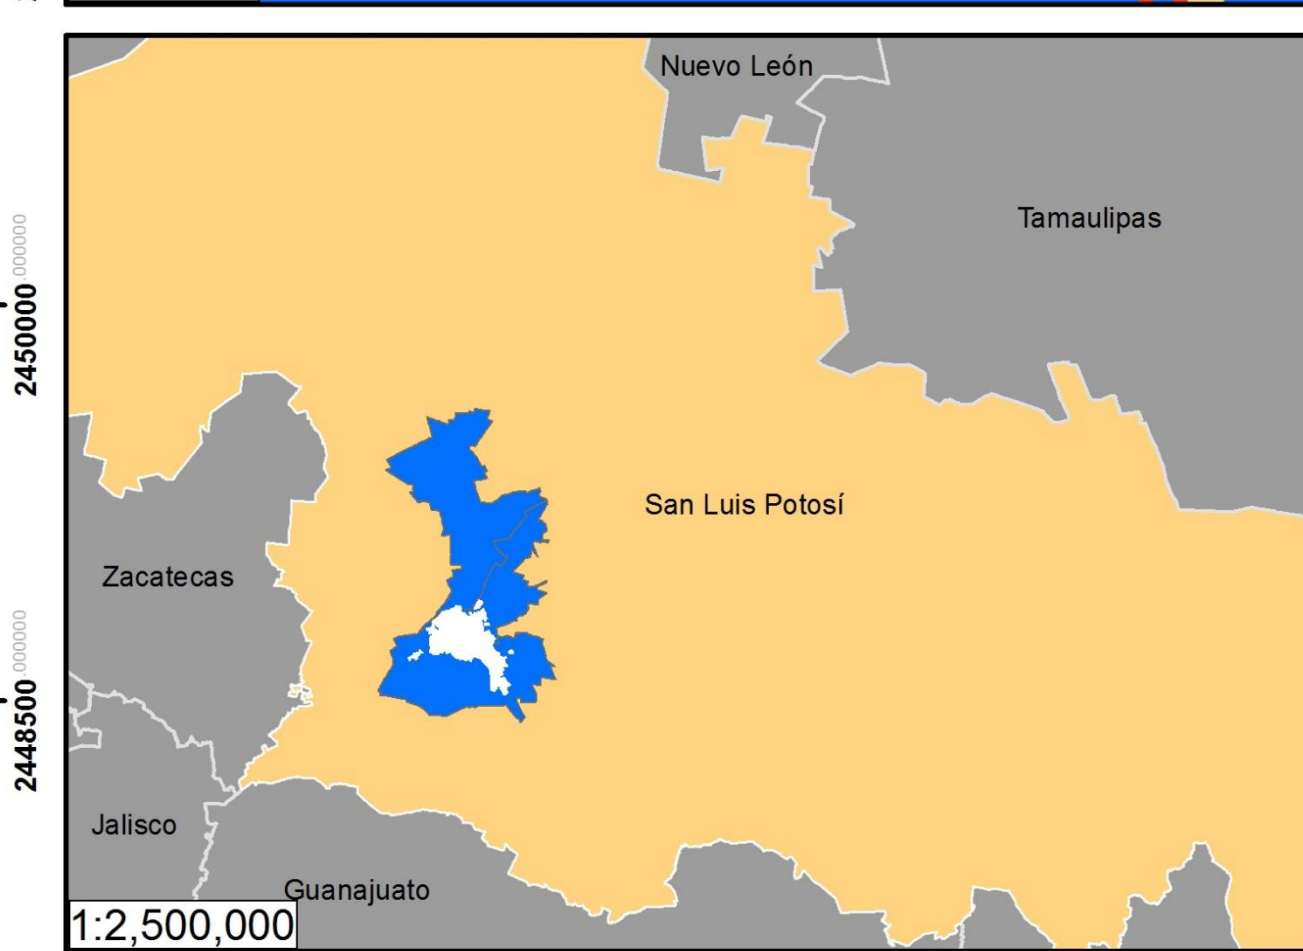 Nuevo León
Tamaulipas
2450000.000000
San Luis Potosí
Zacatecas
2448500.000000
Jalisco
Guanajuato
1:2,500,000